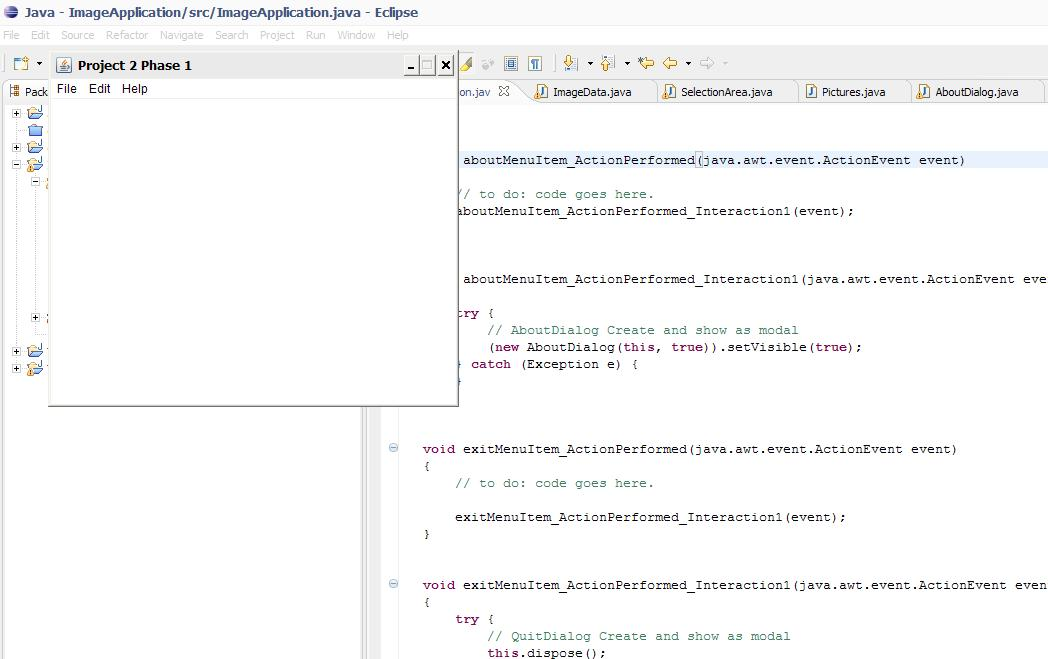 Java - ImageApplication/src/ImageApplication.java - Eclipse
File Edit Source Refactor Navigate Search Project Run Window Help
Project 2 Phase 1
File Edit Help
Pack
on.jav ImageData.java SelectionArea.java Pictures.java AboutDialog.java
aboutMenuItem_ActionPerformed(java.awt.event.ActionEvent event)
// to do: code goes here.
aboutMenuItem_ActionPerformed_Interaction1(event);
aboutMenuItem_ActionPerformed_Interaction1(java.awt.event.ActionEvent eve
try {
// AboutDialog Create and show as modal
(new AboutDialog(this, true)).setVisible(true);
} catch (Exception e) {
}
void exitMenuItem_ActionPerformed(java.awt.event.ActionEvent event)
{
// to do: code goes here.
exitMenuItem_ActionPerformed_Interaction1(event);
}
void exitMenuItem_ActionPerformed_Interaction1(java.awt.event.ActionEvent even
{
try {
// QuitDialog Create and show as modal
this.dispose();